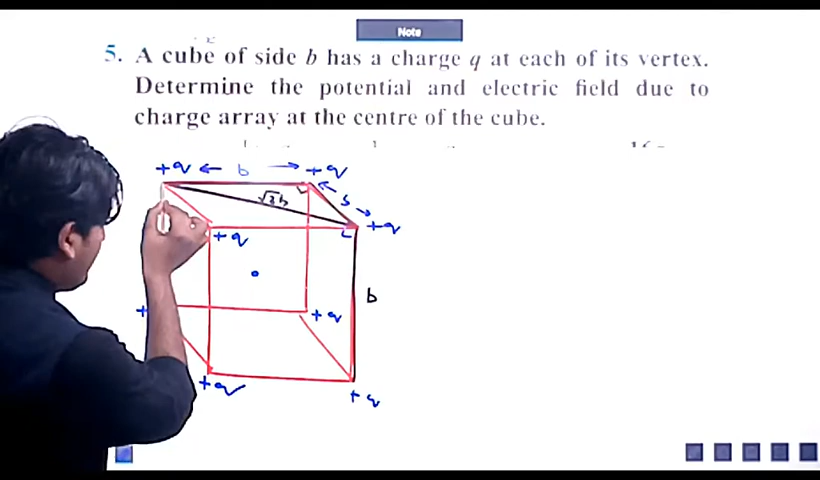 Note
5. A cube of side b has a charge q at each of its vertex.
Determine the potential and electric field due to
charge array at the centre of the cube.
+q ← b → +q
√2b
b
+q
+q
b
+
+q
+q
+q